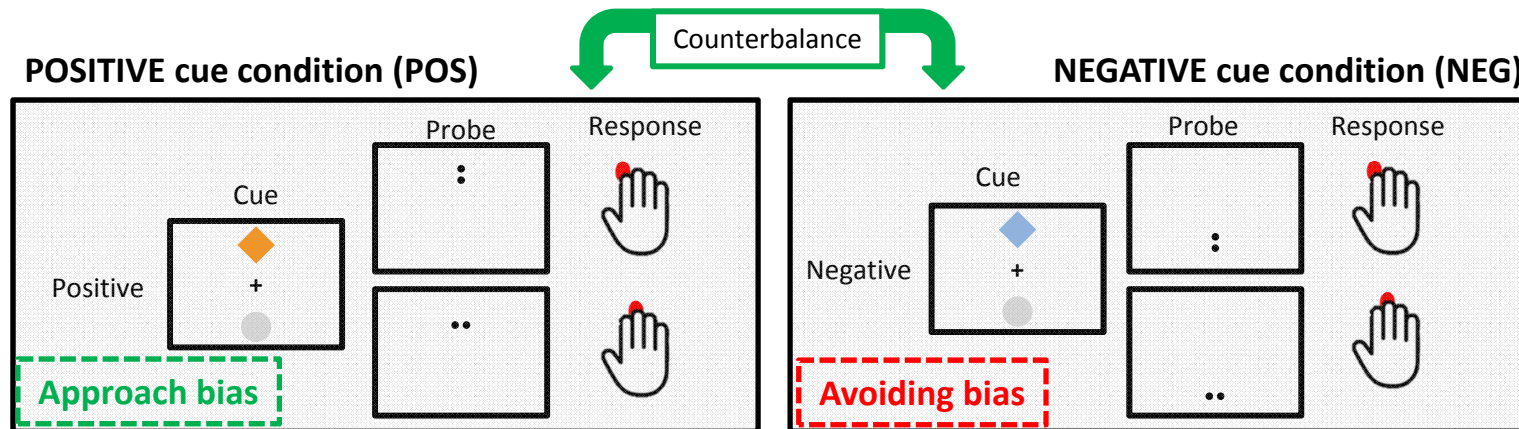 Counterbalance
POSITIVE cue condition (POS)
NEGATIVE cue condition (NEG)
Probe
Response
Cue
Positive
+
Approach bias
Probe
Response
Cue
Negative
+
Avoiding bias